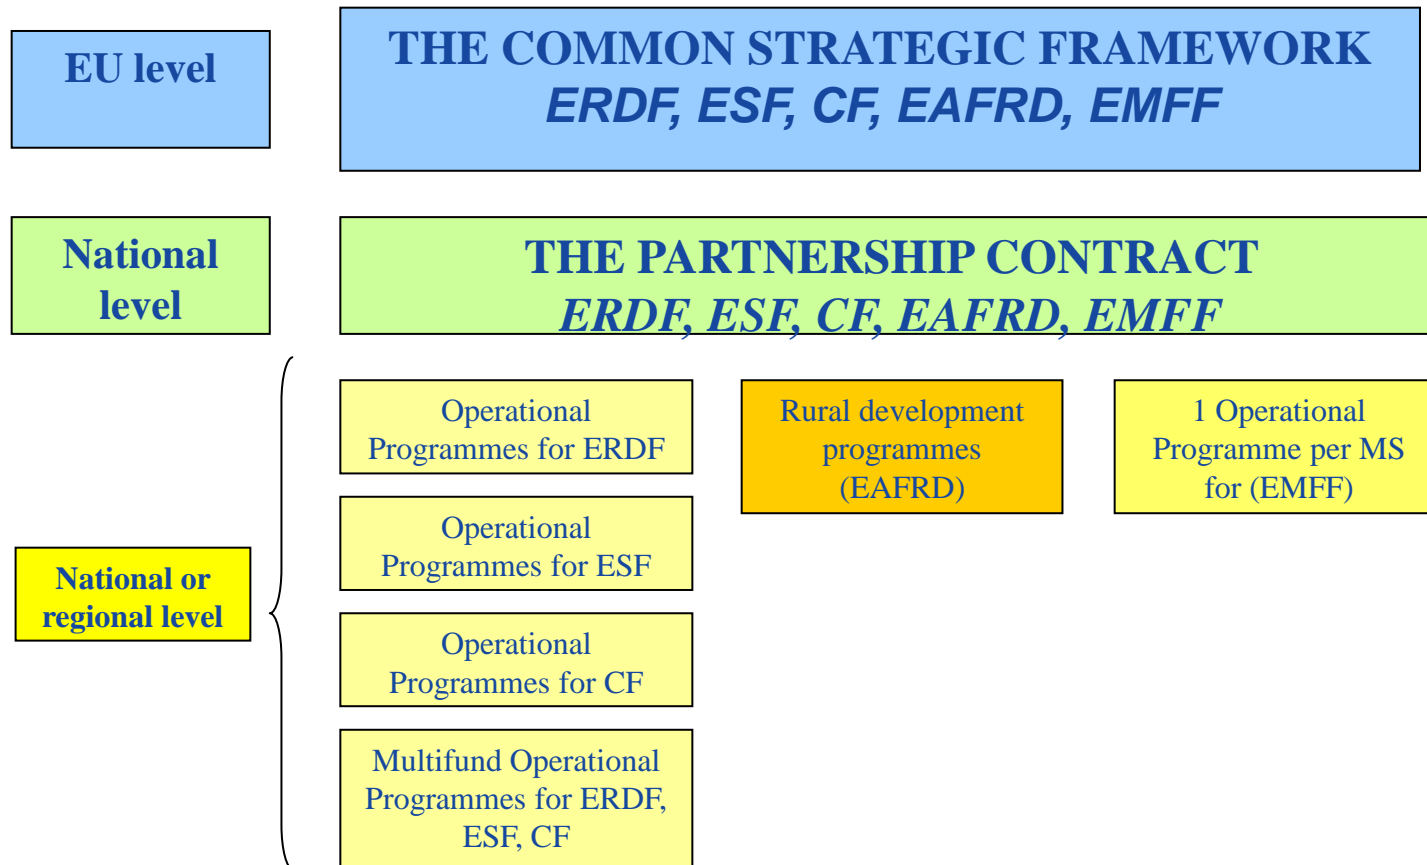 EU level
THE COMMON STRATEGIC FRAMEWORK
ERDF, ESF, CF, EAFRD, EMFF
National
level
THE PARTNERSHIP CONTRACT
ERDF, ESF, CF, EAFRD, EMFF
National or
regional level
Operational
Programmes for ERDF
Rural development
programmes
(EAFRD)
1 Operational
Programme per MS
for (EMFF)
Operational
Programmes for ESF
Operational
Programmes for CF
Multifund Operational
Programmes for ERDF,
ESF, CF